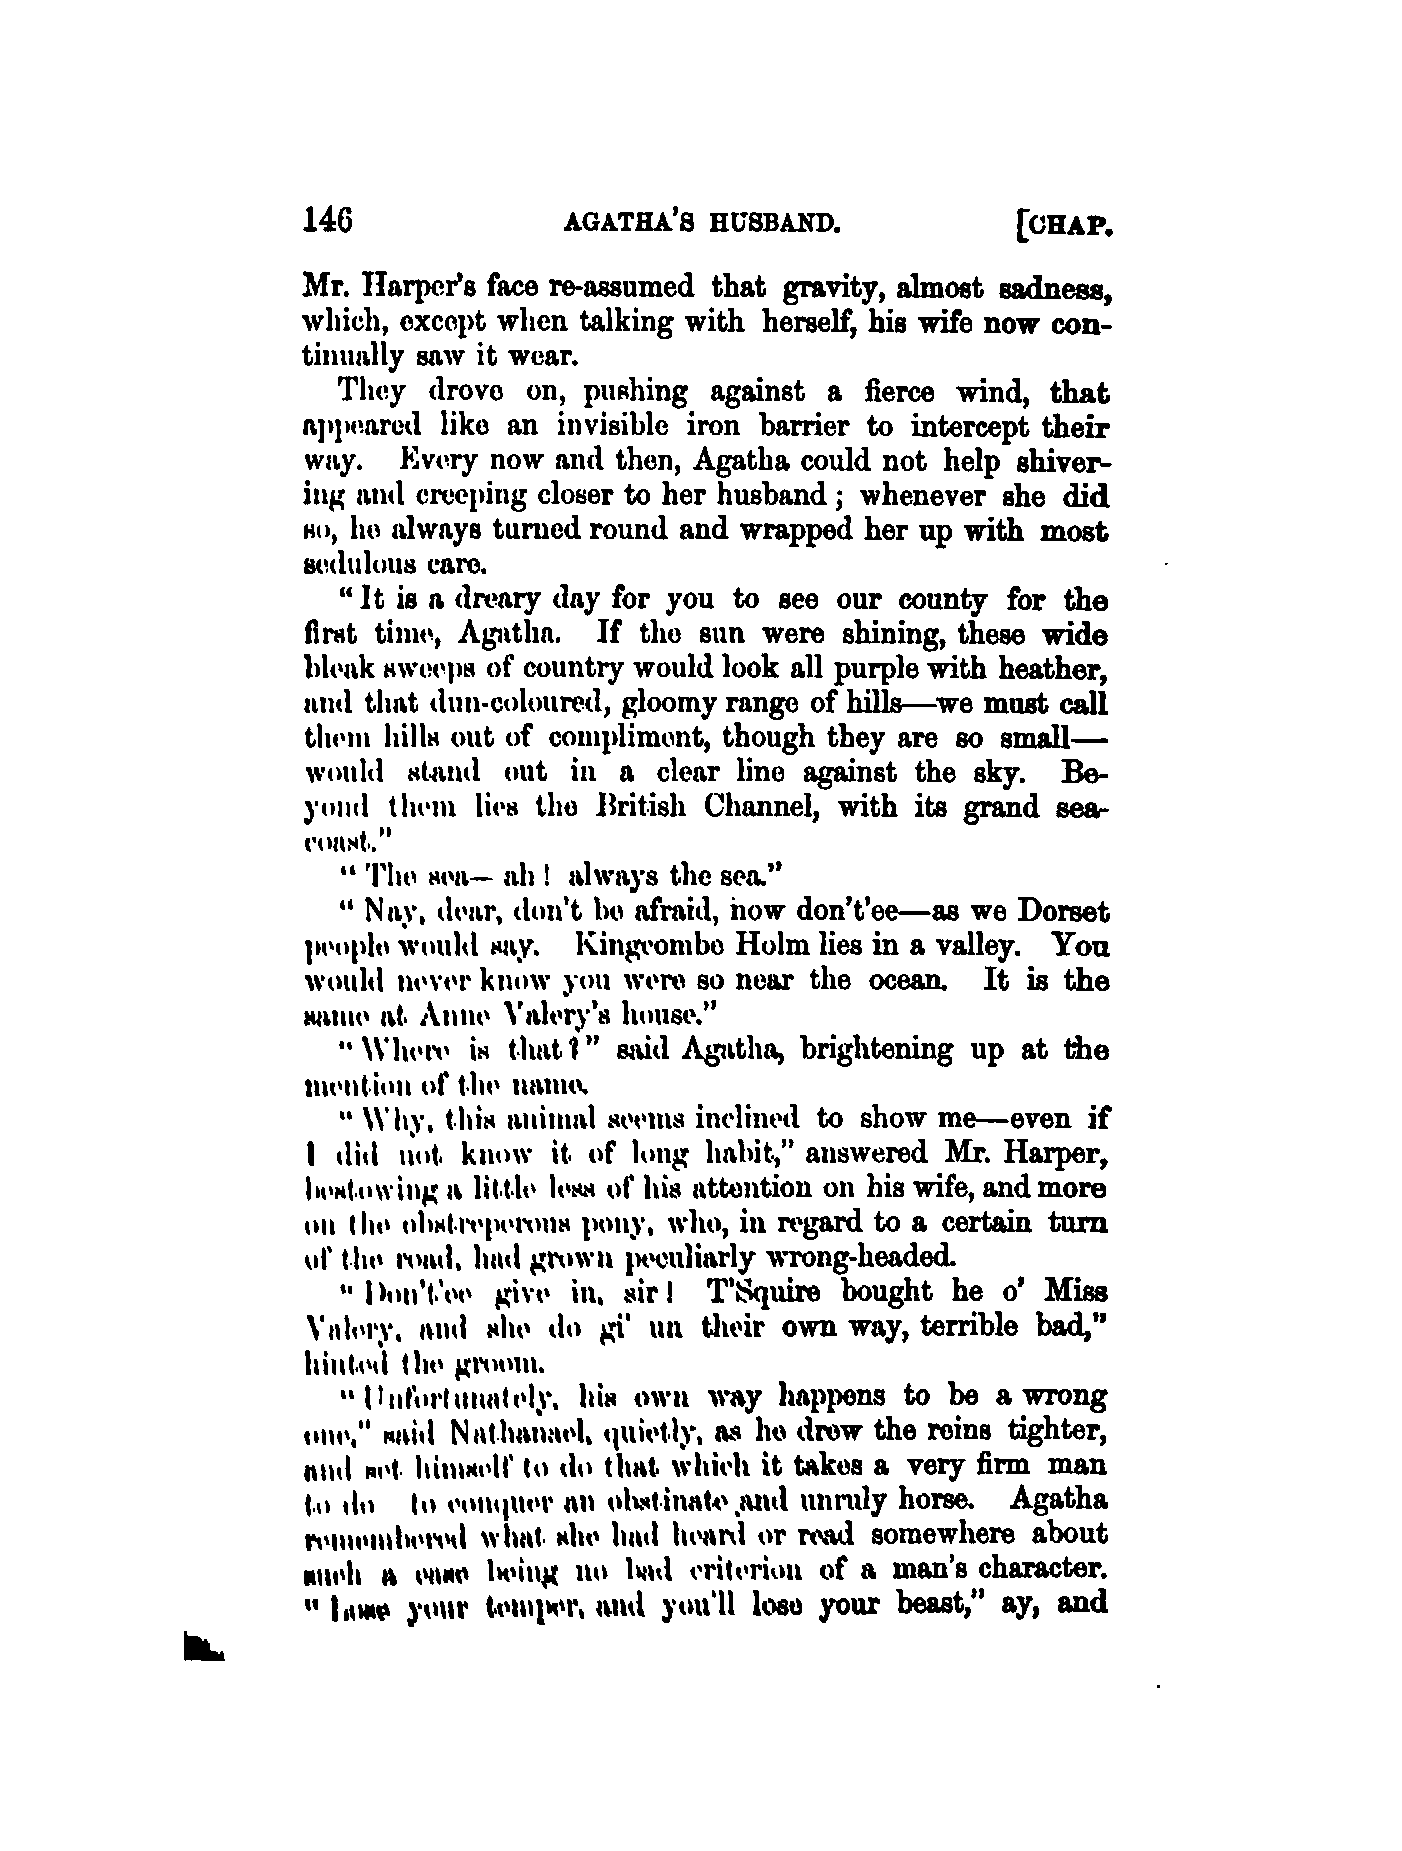 146 AGATHA'S HUSBAND. [CHAP.
Mr. Harper's face re-assumed that gravity, almost sadness,
which, except when talking with herself, his wife now con-
tinually saw it wear.
They drove on, pushing against a fierce wind, that
appeared like an invisible iron barrier to intercept their
way. Every now and then, Agatha could not help shiver-
ing and creeping closer to her husband; whenever she did
so, he always turned round and wrapped her up with most
sedulous care.
"It is a dreary day for you to see our county for the
first time, Agatha. If the sun were shining, these wide
bleak sweeps of country would look all purple with heather,
and that dun-coloured, gloomy range of hills—we must call
them hills out of compliment, though they are so small—
would stand out in a clear line against the sky. Be-
yond them lies the British Channel, with its grand sea-
coast."
"The sea— ah! always the sea."
"Nay, dear, don't be afraid, now don't'ee—as we Dorset
people would say. Kingcombe Holm lies in a valley. You
would never know you were so near the ocean. It is the
same at Anne Valery's house."
"Where is that?" said Agatha, brightening up at the
mention of the name.
"Why, this animal seems inclined to show me—even if
I did not know it of long habit," answered Mr. Harper,
bestowing a little less of his attention on his wife, and more
on the obstreperous pony, who, in regard to a certain turn
of the road, had grown peculiarly wrong-headed.
"Don't'ee give in, sir! T'Squire bought he o' Miss
Valery, and she do gi' un their own way, terrible bad,"
hinted the groom.
"Unfortunately, his own way happens to be a wrong
one," said Nathanael, quietly, as he drew the reins tighter,
and set himself to do that which it takes a very firm man
to do to conquer an obstinate and unruly horse. Agatha
remembered what she had heard or read somewhere about
such a case being no bad criterion of a man's character.
"Lose your temper, and you'll lose your beast," ay, and